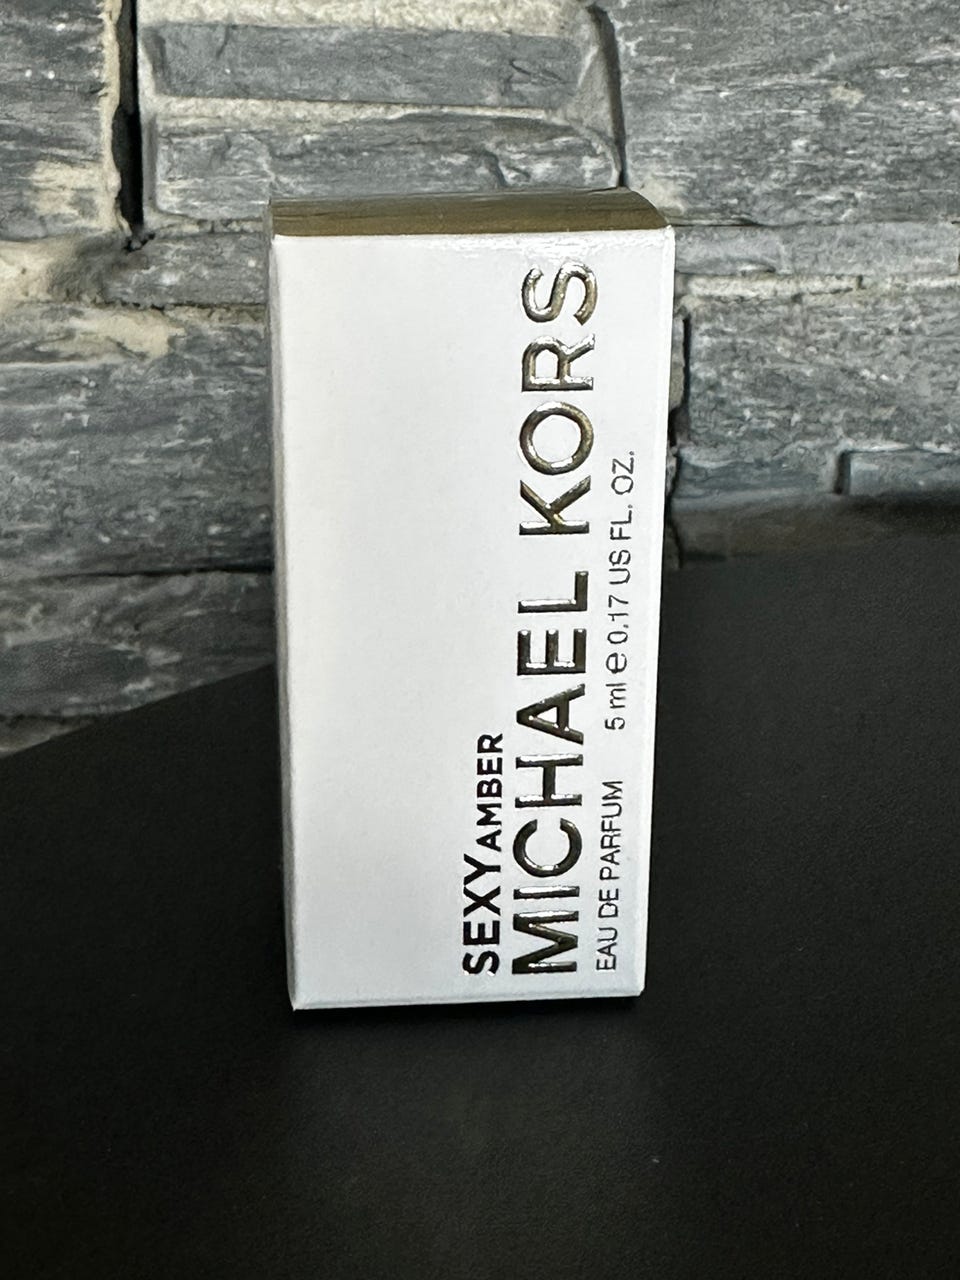 SEXY AMBER
MICHAEL KORS
EAU DE PARFUM 5 ml ℮ 0.17 US FL. OZ.